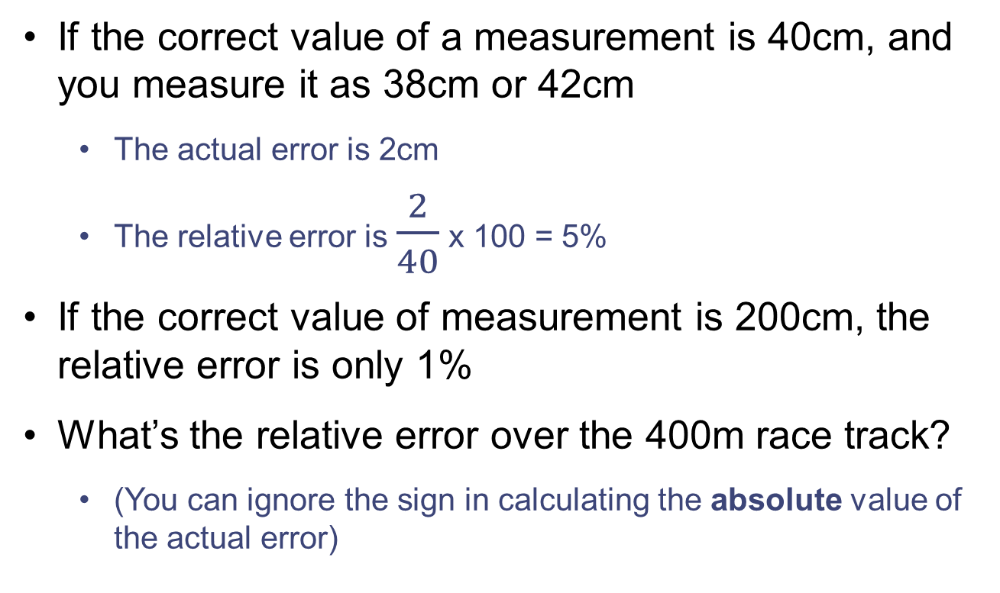 • If the correct value of a measurement is 40cm, and
you measure it as 38cm or 42cm
• The actual error is 2cm
• The relative error is 2/40 x 100 = 5%
• If the correct value of measurement is 200cm, the
relative error is only 1%
• What’s the relative error over the 400m race track?
• (You can ignore the sign in calculating the absolute value of
the actual error)